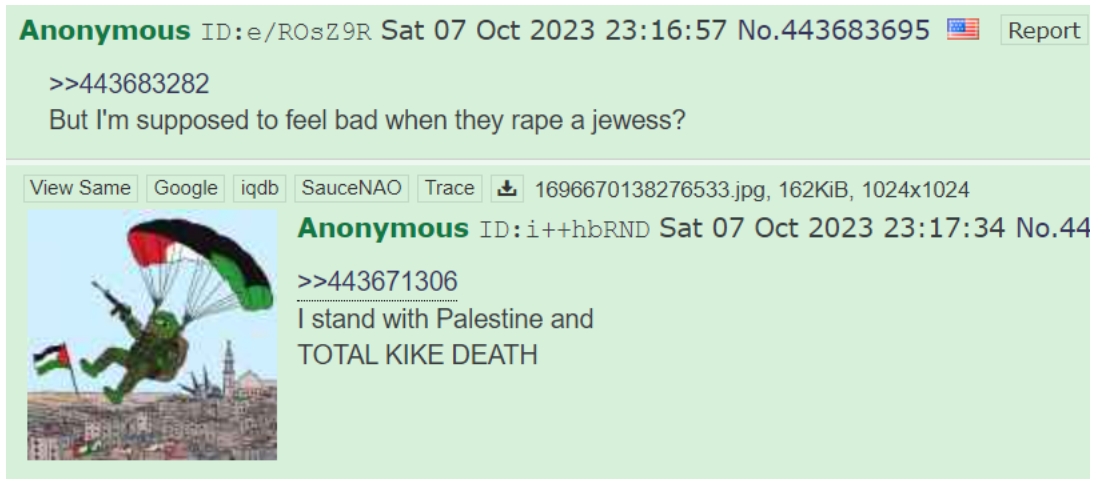 Anonymous ID:e/ROsZ9R Sat 07 Oct 2023 23:16:57 No.443683695 Report
>>443683282
But I'm supposed to feel bad when they rape a jewess?
View Same Google iqdb SauceNAO Trace 1696670138276533.jpg, 162KiB, 1024x1024
Anonymous ID:i++hbRND Sat 07 Oct 2023 23:17:34 No.44
>>443671306
I stand with Palestine and
TOTAL KIKE DEATH